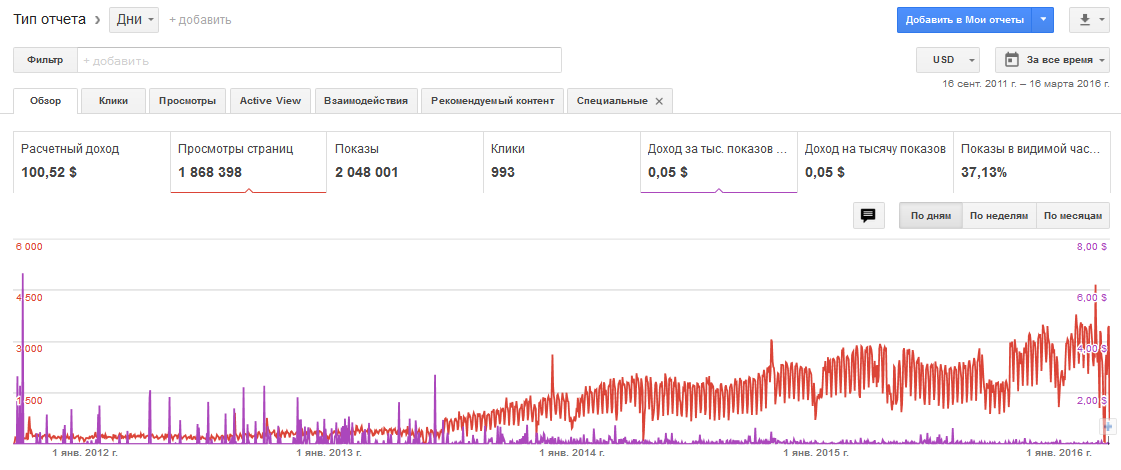 Тип отчета › Дни + добавить Добавить в Мои отчеты
Фильтр + добавить USD За все время
16 сент. 2011 г. – 16 марта 2016 г.
Обзор Клики Просмотры Active View Взаимодействия Рекомендуемый контент Специальные ×
Расчетный доход Просмотры страниц Показы Клики Доход за тыс. показов ... Доход на тысячу показов Показы в видимой час...
100,52 $ 1 868 398 2 048 001 993 0,05 $ 0,05 $ 37,13%
По дням По неделям По месяцам
6 000 8,00 $
4 500 6,00 $
3 000 4,00 $
1 500 2,00 $
1 янв. 2012 г. 1 янв. 2013 г. 1 янв. 2014 г. 1 янв. 2015 г. 1 янв. 2016 г.